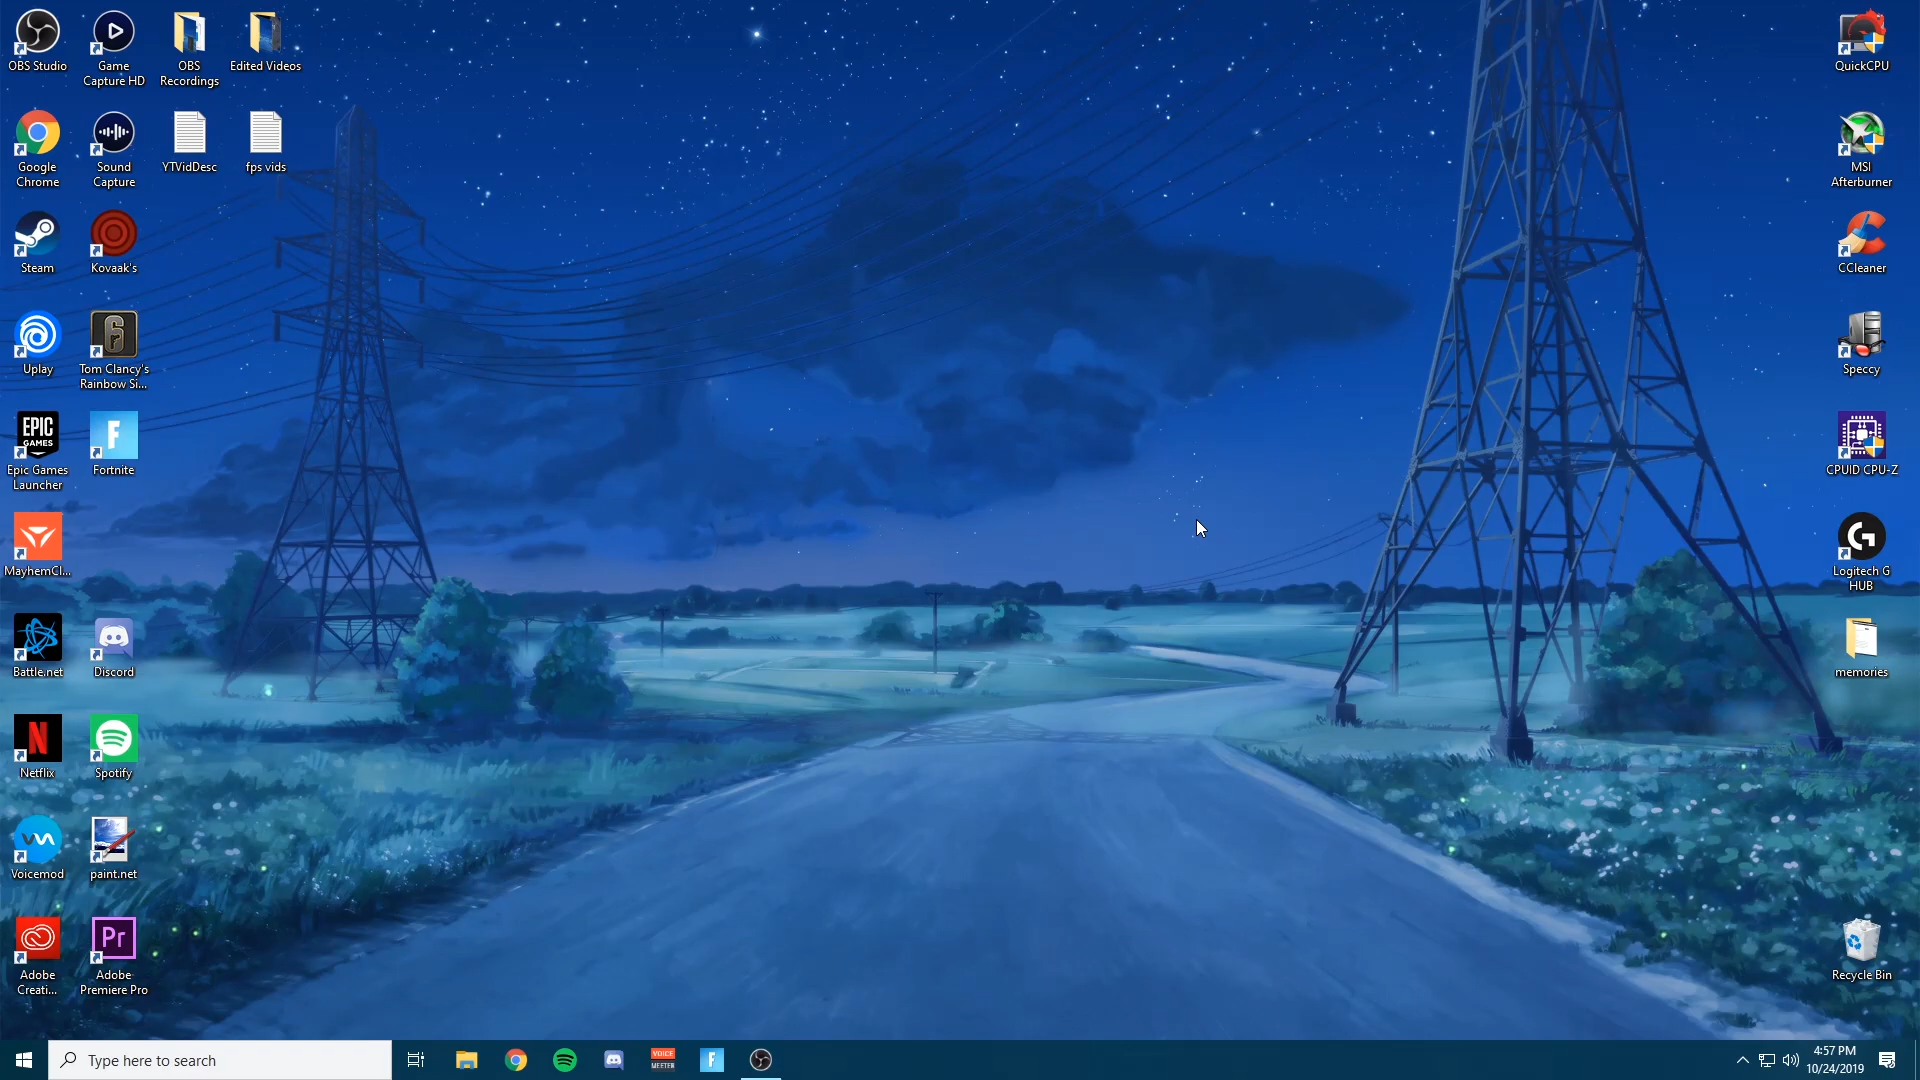 OBS Studio
Game
Capture HD
OBS
Recordings
Edited Videos
Google
Chrome
Sound
Capture
YTVidDesc
fps vids
Steam
Kovaak's
Uplay
6
Tom Clancy's
Rainbow Si...
EPIC
GAMES
Epic Games
Launcher
F
Fortnite
MayhemCl...
Battle.net
Discord
N
Netflix
Spotify
Voicemod
paint.net
Adobe
Creati...
Pr
Adobe
Premiere Pro
QuickCPU
MSI
Afterburner
CCleaner
Speccy
CPUID CPU-Z
G
Logitech G
HUB
memories
Recycle Bin
Type here to search
VOICE
MEETER
F
4:57 PM
10/24/2019